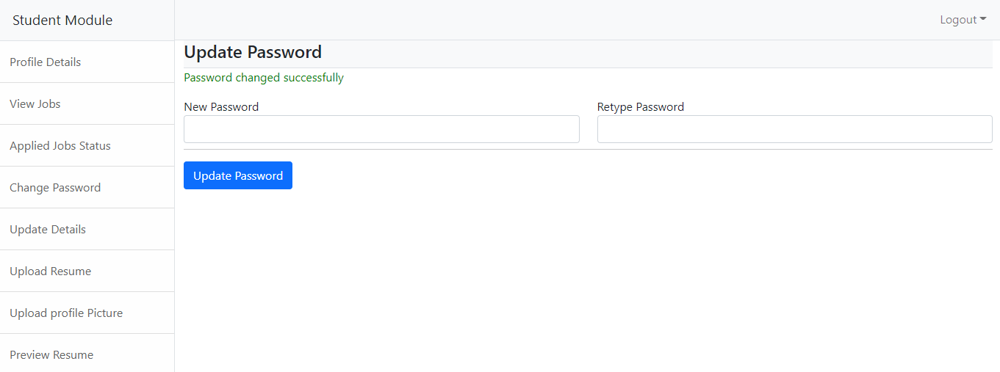 Student Module
Logout
Profile Details
View Jobs
Applied Jobs Status
Change Password
Update Details
Upload Resume
Upload profile Picture
Preview Resume
Update Password
Password changed successfully
New Password
Retype Password
Update Password